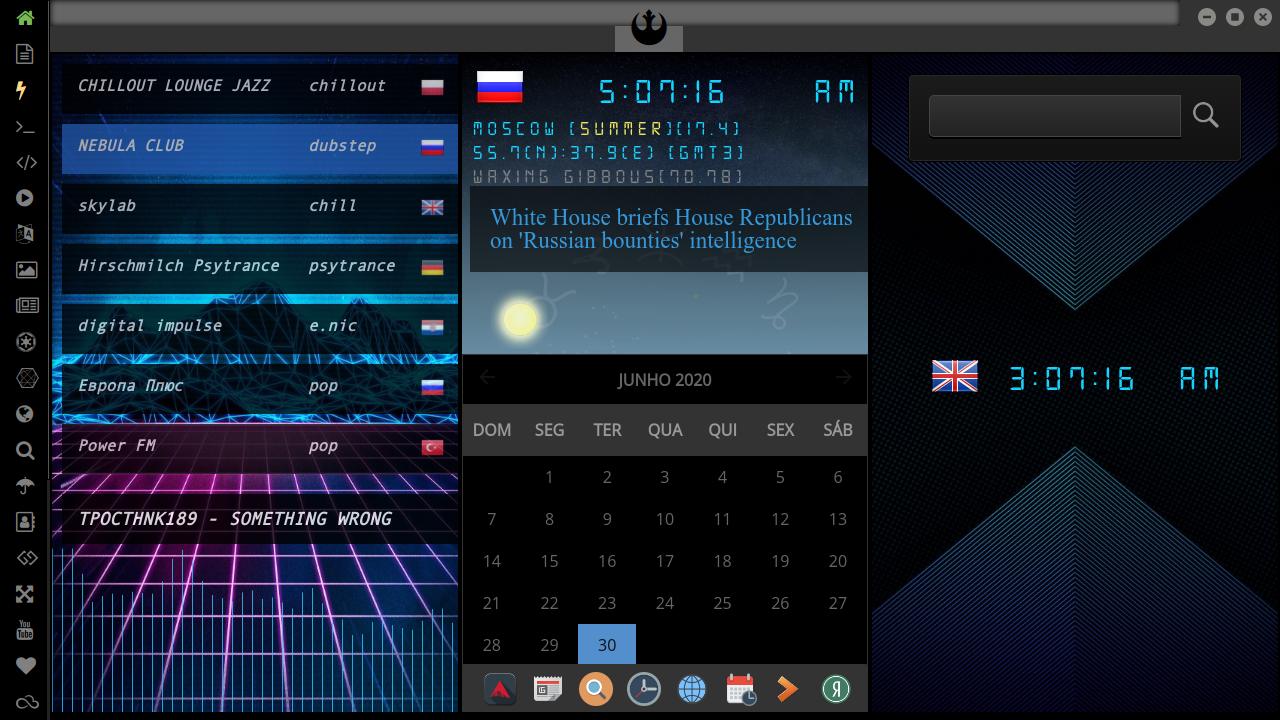 CHILLOUT LOUNGE JAZZ chillout
NEBULA CLUB dubstep
skylab chill
Hirschmilch Psytrance psytrance
digital impulse e.nic
Европа Плюс pop
Power FM pop
ТРОСТНИК189 - SOMETHING WRONG
5:07:16 AM
MOSCOW [SUMMER][17.4]
55.7(N):37.9(E) [GMT3]
WAXING GIBBOUS[70.78]
White House briefs House Republicans
on 'Russian bounties' intelligence
JUNHO 2020
DOM SEG TER QUA QUI SEX SÁB
1 2 3 4 5 6
7 8 9 10 11 12 13
14 15 16 17 18 19 20
21 22 23 24 25 26 27
28 29 30
Я
3:07:16 AM
You
Tube